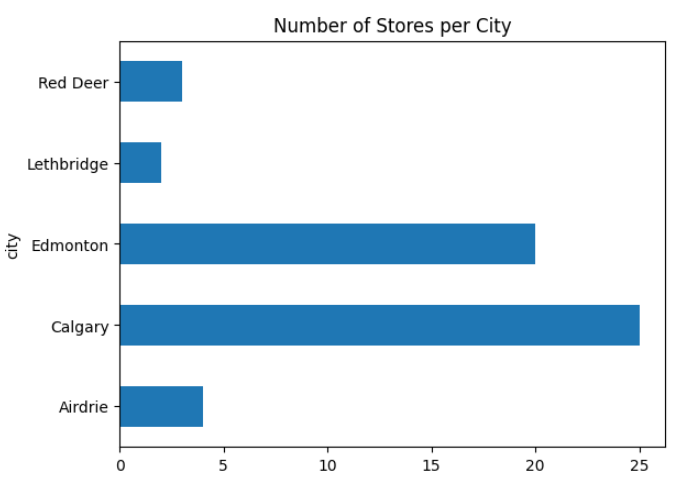 Number of Stores per City
Red Deer
Lethbridge
Edmonton
Calgary
Airdrie
city
0 5 10 15 20 25